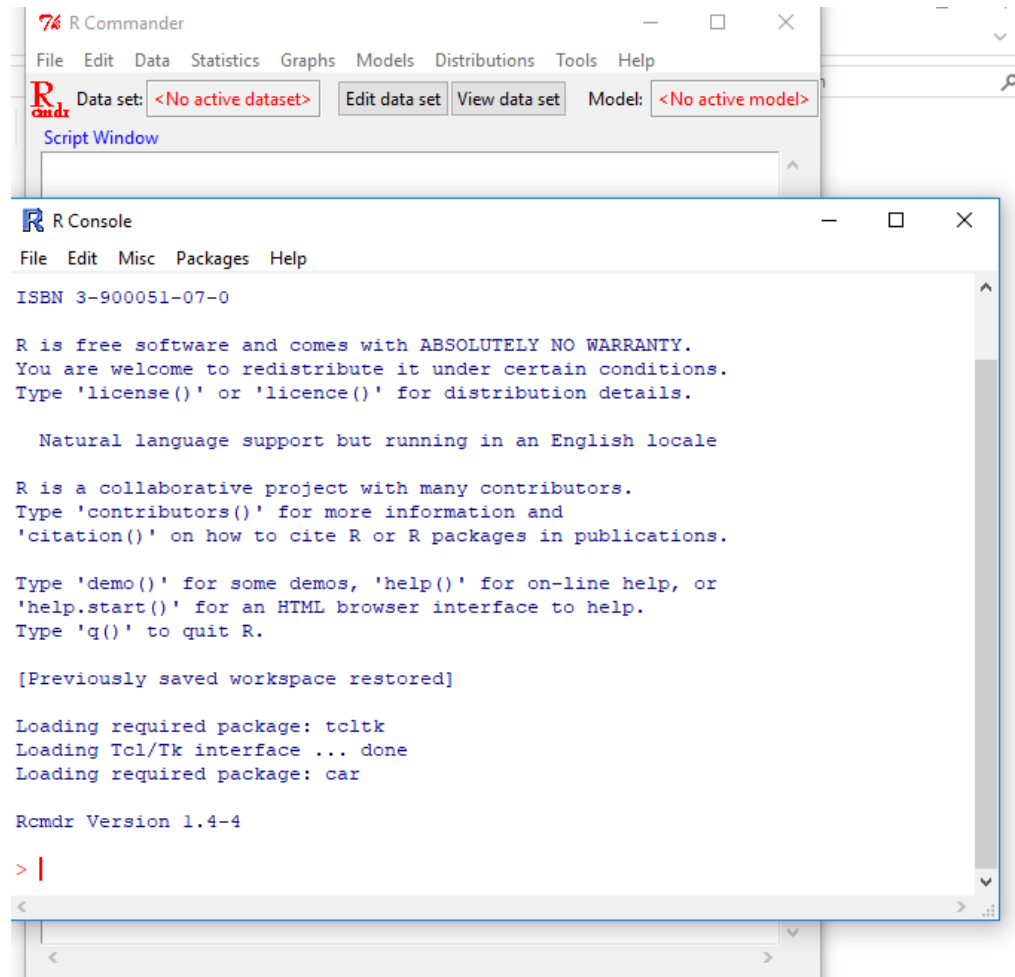 R Commander
File Edit Data Statistics Graphs Models Distributions Tools Help
R cmdr Data set: <No active dataset> Edit data set View data set Model: <No active model>
Script Window
R Console
File Edit Misc Packages Help
ISBN 3-900051-07-0
R is free software and comes with ABSOLUTELY NO WARRANTY.
You are welcome to redistribute it under certain conditions.
Type 'license()' or 'licence()' for distribution details.
Natural language support but running in an English locale
R is a collaborative project with many contributors.
Type 'contributors()' for more information and
'citation()' on how to cite R or R packages in publications.
Type 'demo()' for some demos, 'help()' for on-line help, or
'help.start()' for an HTML browser interface to help.
Type 'q()' to quit R.
[Previously saved workspace restored]
Loading required package: tcltk
Loading Tcl/Tk interface ... done
Loading required package: car
Rcmdr Version 1.4-4
>